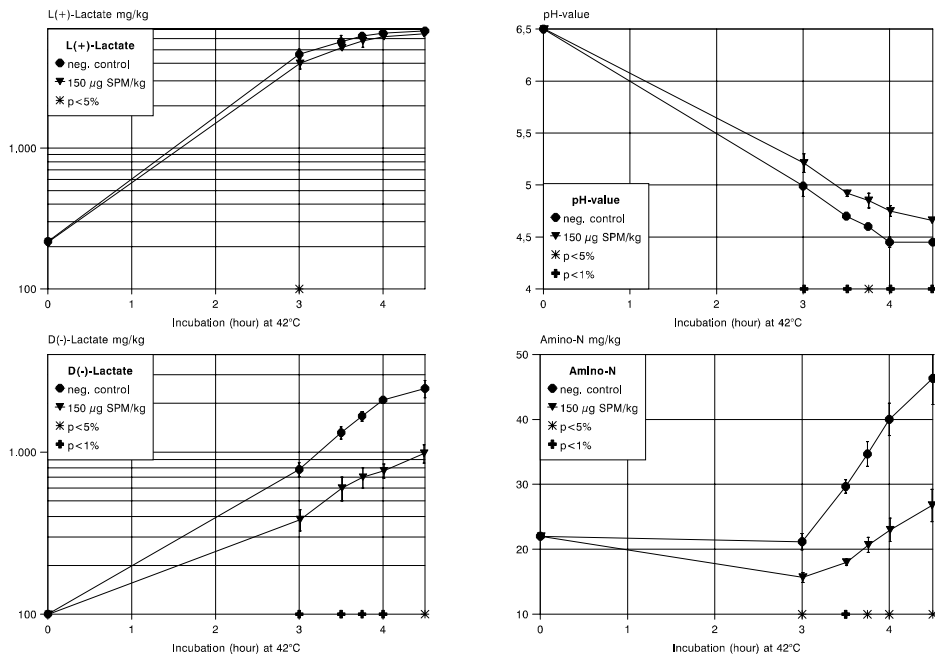 L(+)-Lactate mg/kg
L(+)-Lactate
neg. control
150 µg SPM/kg
p<5%
1,000
100
0 1 2 3 4
Incubation (hour) at 42°C
pH-value
6,5
6
5,5
5
4,5
4
pH-value
neg. control
150 µg SPM/kg
p<5%
p<1%
0 1 2 3 4
Incubation (hour) at 42°C
D(-)-Lactate mg/kg
D(-)-Lactate
neg. control
150 µg SPM/kg
p<5%
p<1%
1.000
100
0 1 2 3 4
Incubation (hour) at 42°C
Amino-N mg/kg
50
40
30
20
10
Amino-N
neg. control
150 µg SPM/kg
p<5%
p<1%
0 1 2 3 4
Incubation (hour) at 42°C